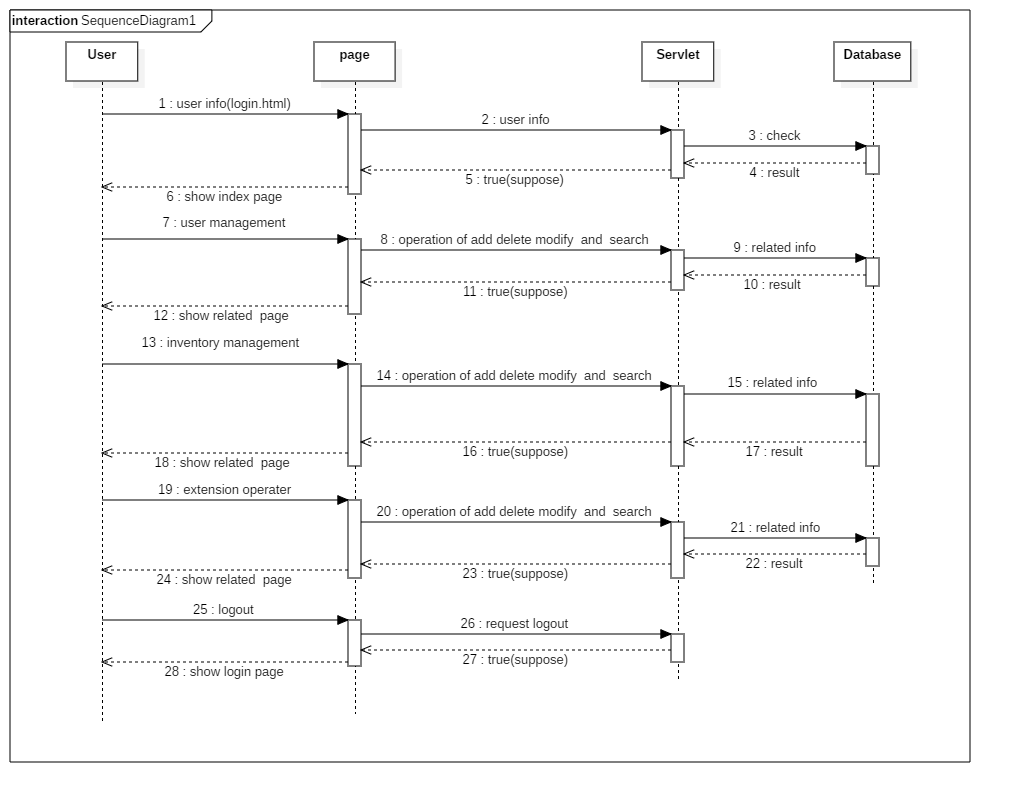 interaction SequenceDiagram1
User page Servlet Database
1 : user info(login.html)
2 : user info
3 : check
4 : result
5 : true(suppose)
6 : show index page
7 : user management
8 : operation of add delete modify and search
9 : related info
10 : result
11 : true(suppose)
12 : show related page
13 : inventory management
14 : operation of add delete modify and search
15 : related info
16 : true(suppose)
17 : result
18 : show related page
19 : extension operater
20 : operation of add delete modify and search
21 : related info
22 : result
23 : true(suppose)
24 : show related page
25 : logout
26 : request logout
27 : true(suppose)
28 : show login page